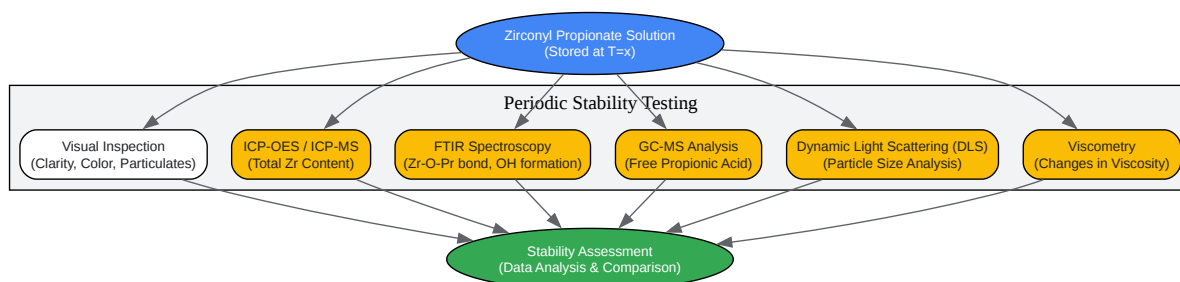 Zirconyl Propionate Solution
(Stored at T=x)
Periodic Stability Testing
Visual Inspection
(Clarity, Color, Particulates)
ICP-OES / ICP-MS
(Total Zr Content)
FTIR Spectroscopy
(Zr-O-Pr bond, OH formation)
GC-MS Analysis
(Free Propionic Acid)
Dynamic Light Scattering (DLS)
(Particle Size Analysis)
Viscometry
(Changes in Viscosity)
Stability Assessment
(Data Analysis & Comparison)